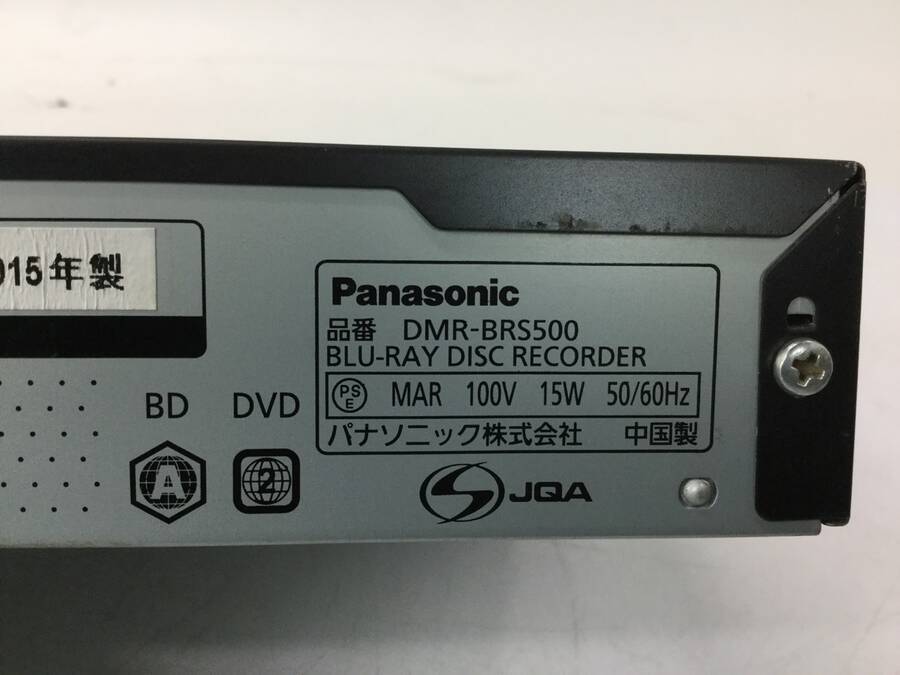 015年製
Panasonic
品番 DMR-BRS500
BLU-RAY DISC RECORDER
PS E MAR 100V 15W 50/60Hz
パナソニック株式会社 中国製
BD DVD
A 2
JQA